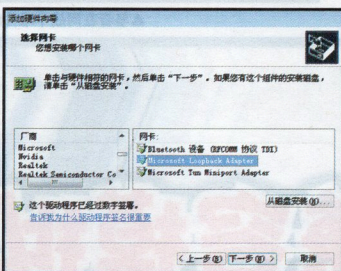 添加硬件向导
选择网卡
您想安装哪个网卡
单击与硬件相符的网卡，然后单击“下一步”。如果您有这个组件的安装磁盘，
请单击“从磁盘安装”。
厂商
Microsoft
Nvidia
Realtek
Realtek Semiconductor Co
网卡:
Bluetooth 设备 (RFCOMM 协议 TDI)
Microsoft Loopback Adapter
Microsoft Tun Miniport Adapter
这个驱动程序已经过数字签署。
告诉我为什么驱动程序签名很重要
从磁盘安装(H)...
<上一步(B)
下一步(N)>
取消